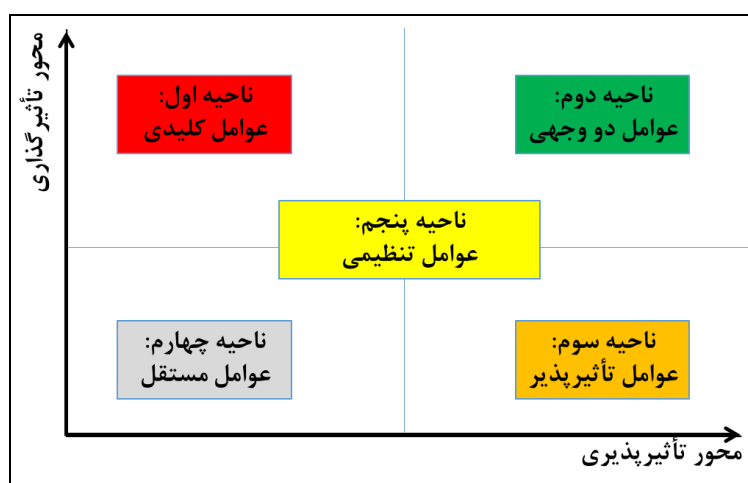 محور تأثیرگذاری
ناحیه اول:
عوامل کلیدی
ناحیه دوم:
عوامل دو وجهی
ناحیه پنجم:
عوامل تنظیمی
ناحیه چهارم:
عوامل مستقل
ناحیه سوم:
عوامل تأثیرپذیر
محور تأثیرپذیری